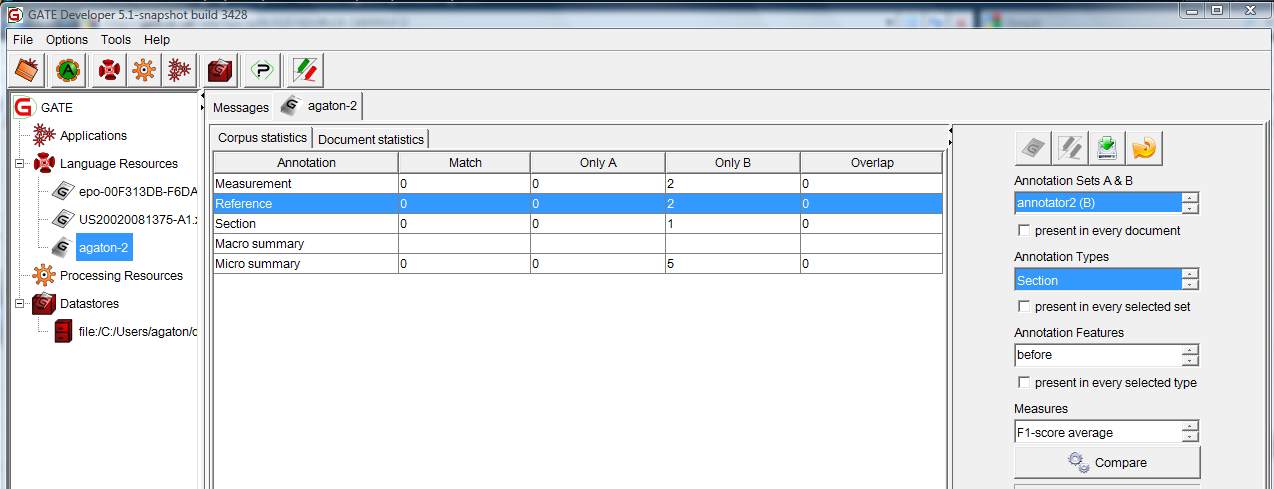 GATE Developer 5.1-snapshot build 3428
File Options Tools Help
GATE
Applications
Language Resources
epo-00F313DB-F6DA
US20020081375-A1.x
agaton-2
Processing Resources
Datastores
file:/C:/Users/agaton/c
Messages agaton-2
Corpus statistics Document statistics
Annotation Match Only A Only B Overlap
Measurement 0 0 2 0
Reference 0 0 2 0
Section 0 0 1 0
Macro summary
Micro summary 0 0 5 0
Annotation Sets A & B
annotator2 (B)
present in every document
Annotation Types
Section
present in every selected set
Annotation Features
before
present in every selected type
Measures
F1-score average
Compare